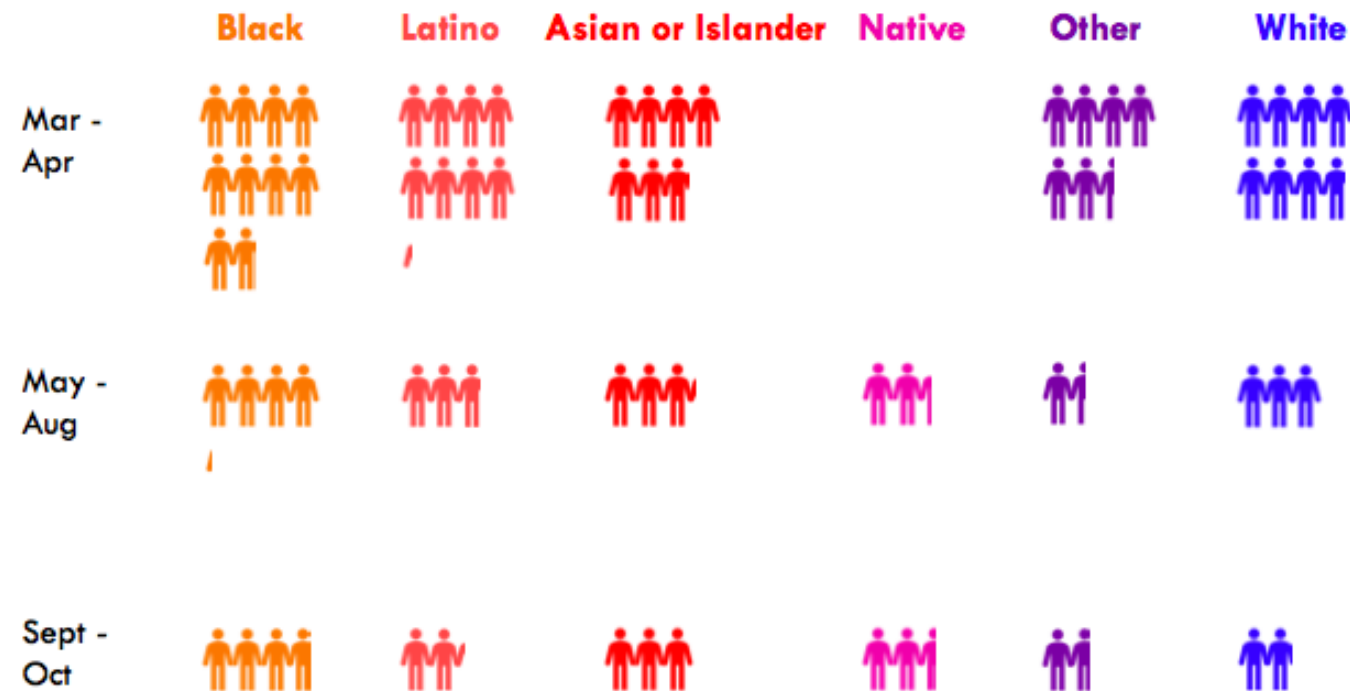 Black Latino Asian or Islander Native Other White
Mar -
Apr
May -
Aug
Sept -
Oct